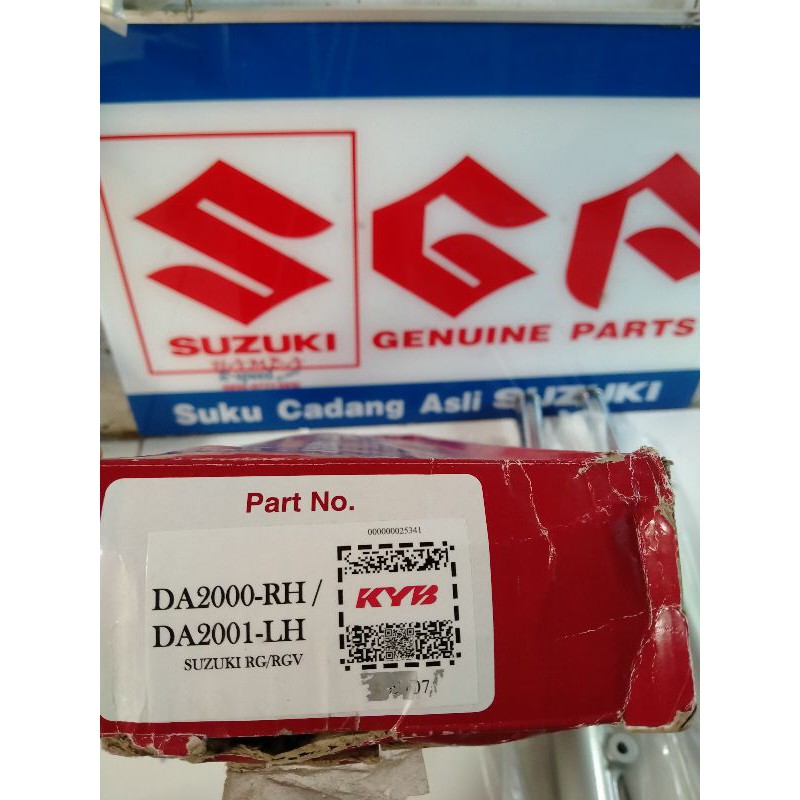 SGA
SUZUKI
GENUINE PARTS
Suku Cadang Asli SUZUKI
Part No.
000000025341
DA2000-RH /
DA2001-LH
SUZUKI RG/RGV
KYB
07